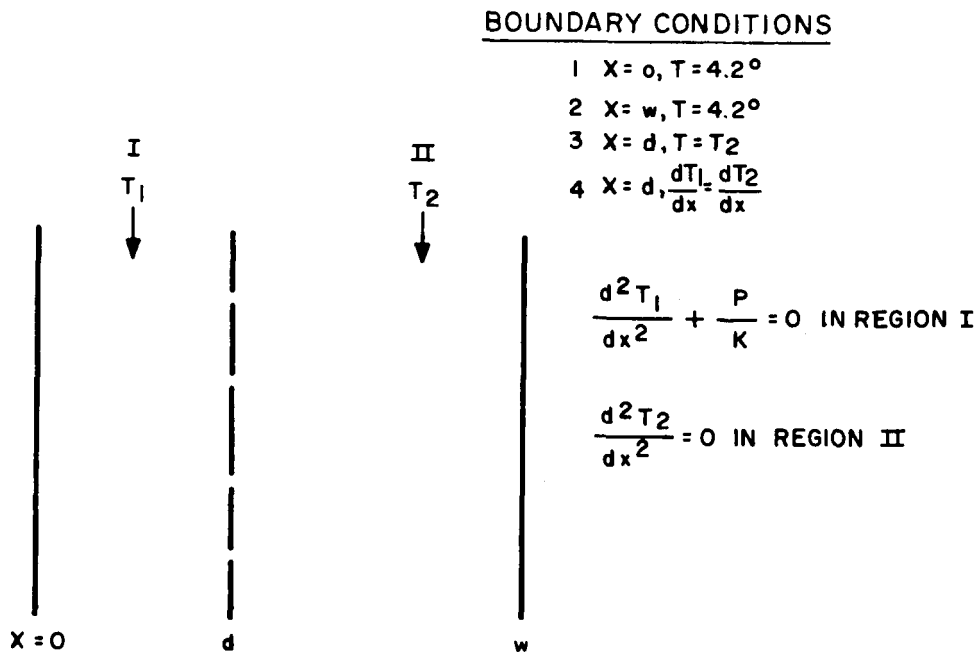 BOUNDARY CONDITIONS
1 X = o, T = 4.2°
2 X = w, T = 4.2°
3 X = d, T = T2
4 X = d, dT1/dx = dT2/dx
I
T1
II
T2
d²T1/dx² + P/K = 0 IN REGION I
d²T2/dx² = 0 IN REGION II
X = 0
d
w